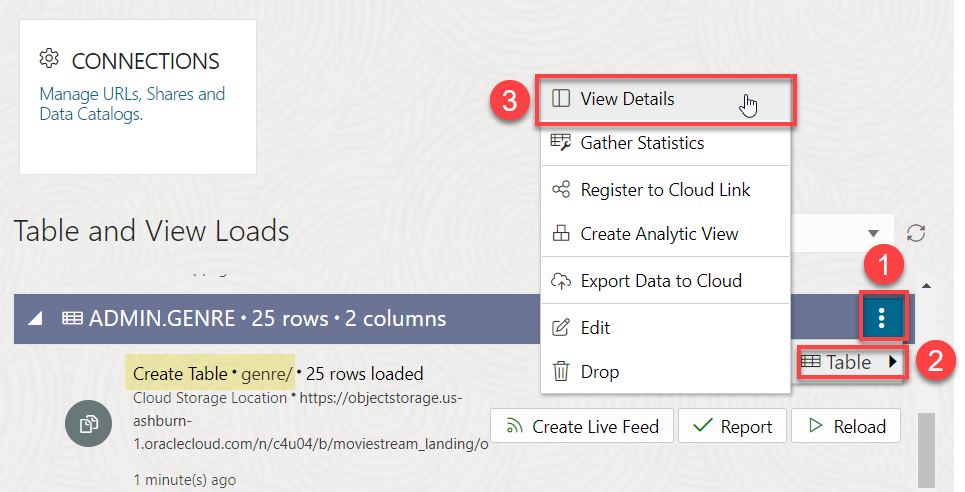 CONNECTIONS
Manage URLs, Shares and
Data Catalogs.
3
View Details
Gather Statistics
Register to Cloud Link
Create Analytic View
Export Data to Cloud
Edit
Drop
Table and View Loads
1
ADMIN.GENRE • 25 rows • 2 columns
Table
2
Create Table • genre/ • 25 rows loaded
Cloud Storage Location • https://objectstorage.us-
ashburn-
1.oraclecloud.com/n/c4u04/b/moviestream_landing/o
1 minute(s) ago
Create Live Feed
Report
Reload